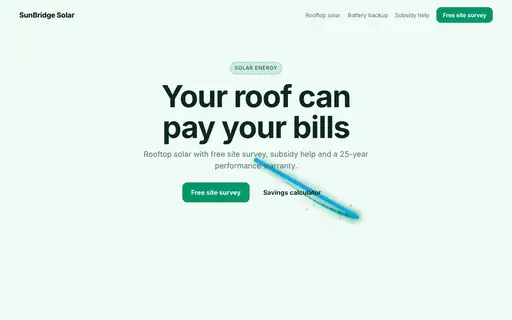 SunBridge Solar
Rooftop solar
Battery backup
Subsidy help
Free site survey
SOLAR ENERGY
Your roof can
pay your bills
Rooftop solar with free site survey, subsidy help and a 25-year
performance warranty.
Free site survey
Savings calculator